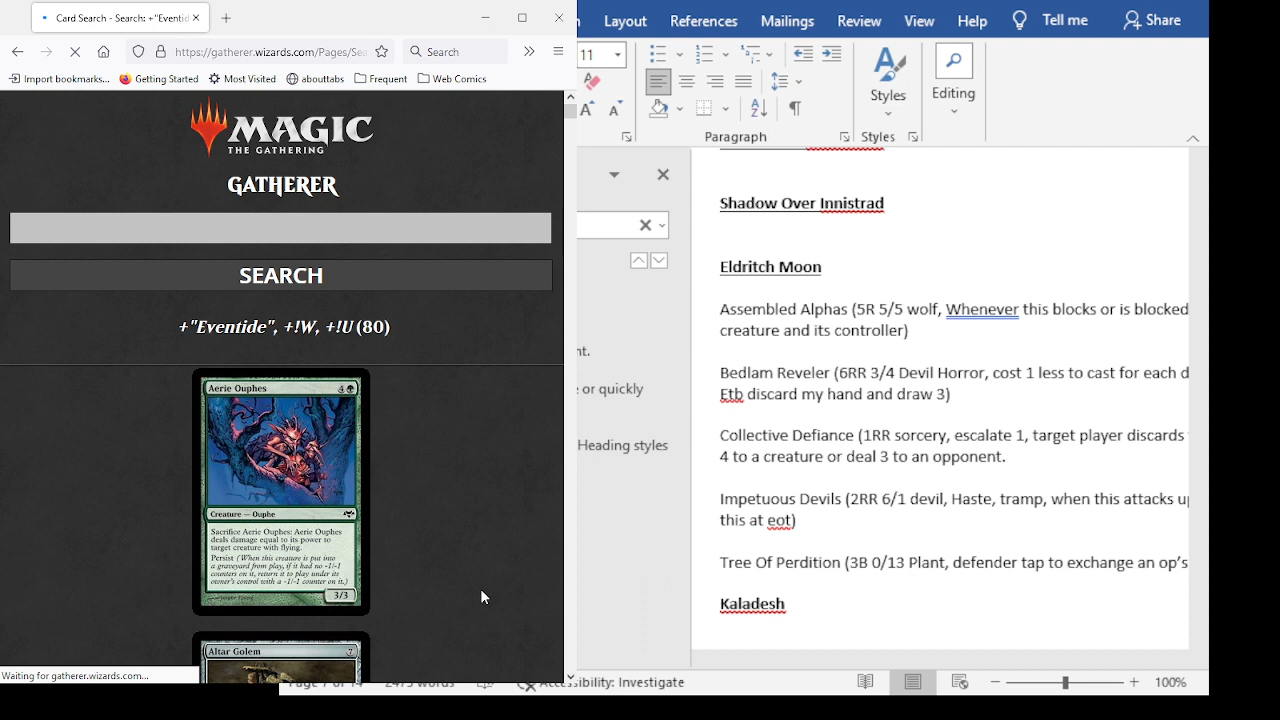 Card Search - Search: +"Eventid
https://gatherer.wizards.com/Pages/Sea
Search
Import bookmarks...
Getting Started
Most Visited
abouttabs
Frequent
Web Comics
MAGIC
THE GATHERING
GATHERER
SEARCH
+"Eventide", +!W, +!U (80)
Aerie Ouphes 4
Creature — Ouphe
Sacrifice Aerie Ouphes: Aerie Ouphes
deals damage equal to its power to
target creature with flying.
Persist (When this creature is put into
a graveyard from play, if it had no -1/-1
counters on it, return it to play under its
owner's control with a -1/-1 counter on it.)
3/3
Altar Golem 7
Waiting for gatherer.wizards.com...
Layout
References
Mailings
Review
View
Help
Tell me
Share
11
Styles
Editing
Paragraph
Styles
nt.
e or quickly
Heading styles
Shadow Over Innistrad
Eldritch Moon
Assembled Alphas (5R 5/5 wolf, Whenever this blocks or is blocked
creature and its controller)
Bedlam Reveler (6RR 3/4 Devil Horror, cost 1 less to cast for each d
Etb discard my hand and draw 3)
Collective Defiance (1RR sorcery, escalate 1, target player discards
4 to a creature or deal 3 to an opponent.
Impetuous Devils (2RR 6/1 devil, Haste, tramp, when this attacks up
this at eot)
Tree Of Perdition (3B 0/13 Plant, defender tap to exchange an op's
Kaladesh
Page 7 of 14
2475 words
Accessibility: Investigate
100%